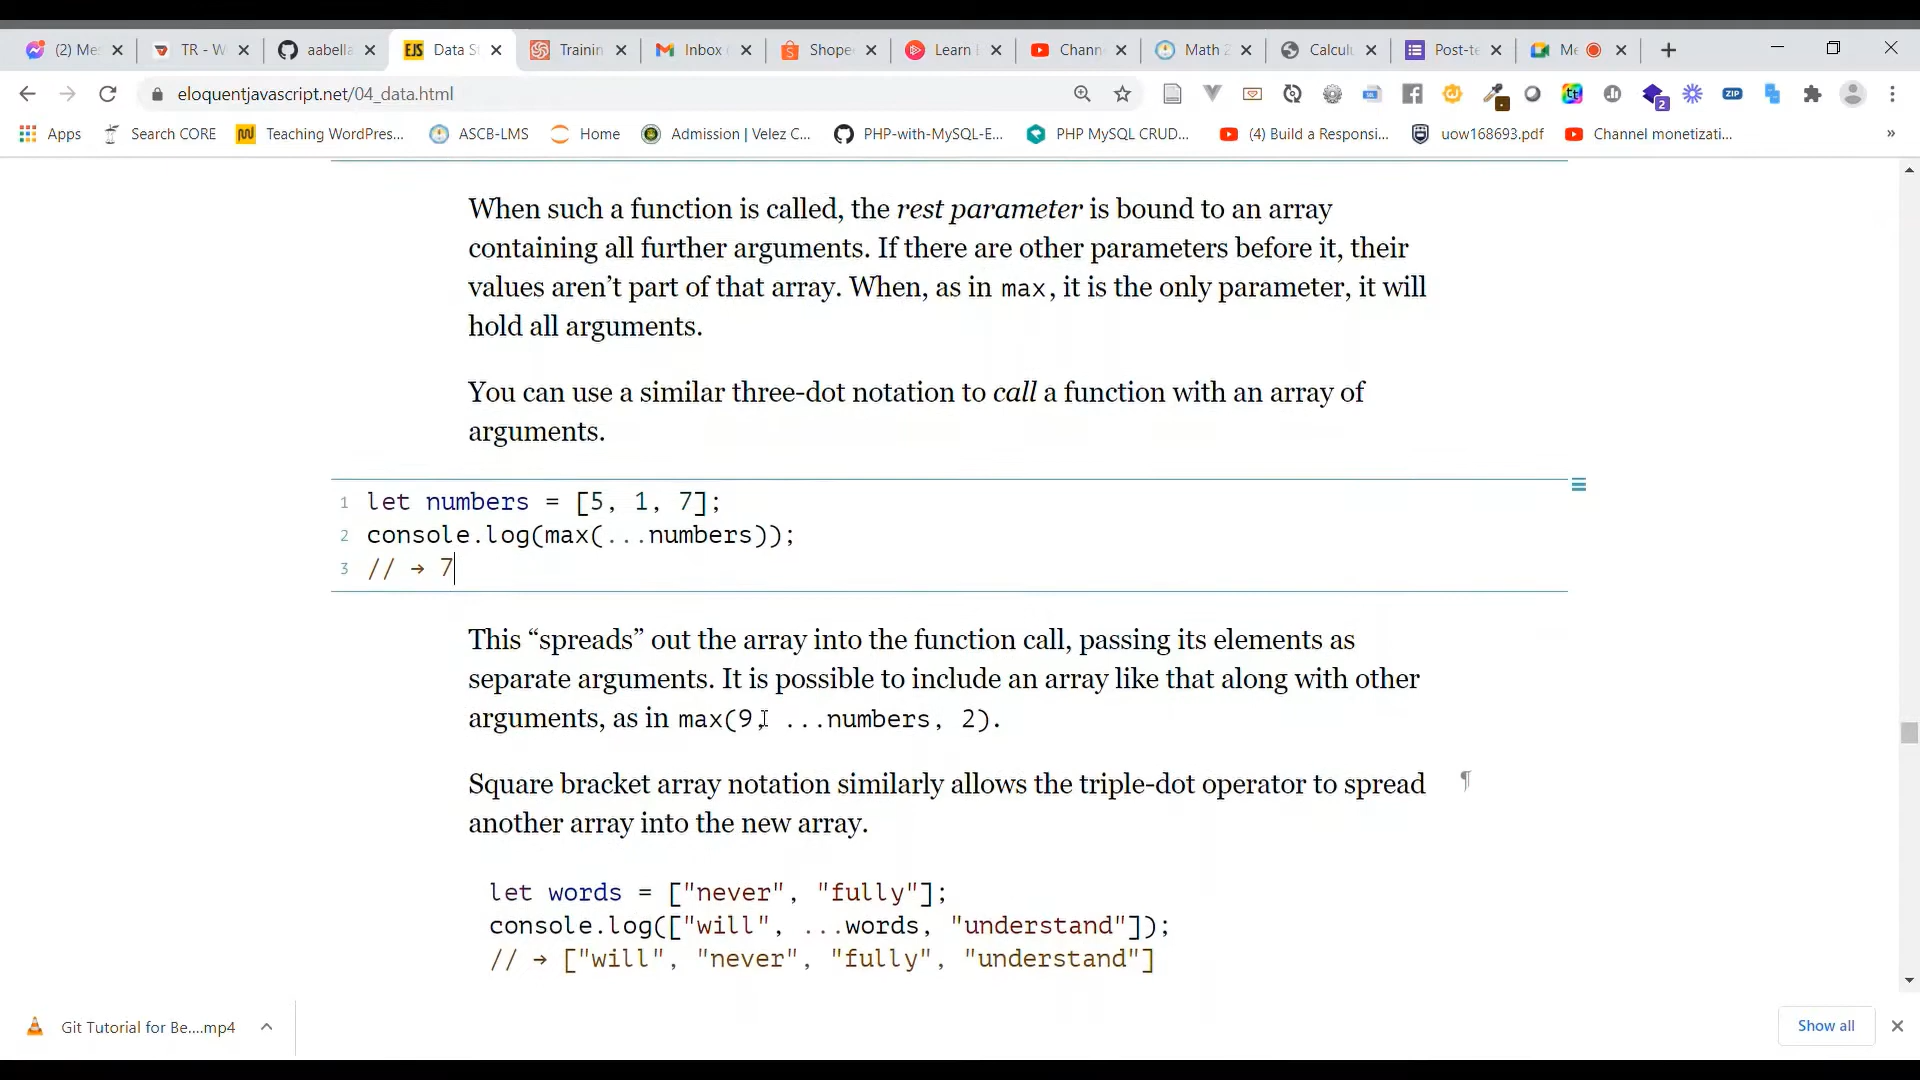 (2) Me
TR - W
aabella
EJS
Data S
Trainin
Inbox
Shope
Learn
Chann
Math 2
Calcul
Post-te
Me
eloquentjavascript.net/04_data.html
2
ZIP
Apps
Search CORE
Teaching WordPres...
ASCB-LMS
Home
Admission | Velez C...
PHP-with-MySQL-E...
PHP MySQL CRUD...
(4) Build a Responsi...
uow168693.pdf
Channel monetizati...
»
When such a function is called, the rest parameter is bound to an array
containing all further arguments. If there are other parameters before it, their
values aren’t part of that array. When, as in max, it is the only parameter, it will
hold all arguments.
You can use a similar three-dot notation to call a function with an array of
arguments.
1 let numbers = [5, 1, 7];
2 console.log(max(...numbers));
3 // → 7
This “spreads” out the array into the function call, passing its elements as
separate arguments. It is possible to include an array like that along with other
arguments, as in max(9, ...numbers, 2).
Square bracket array notation similarly allows the triple-dot operator to spread ¶
another array into the new array.
let words = ["never", "fully"];
console.log(["will", ...words, "understand"]);
// → ["will", "never", "fully", "understand"]
Git Tutorial for Be....mp4
Show all